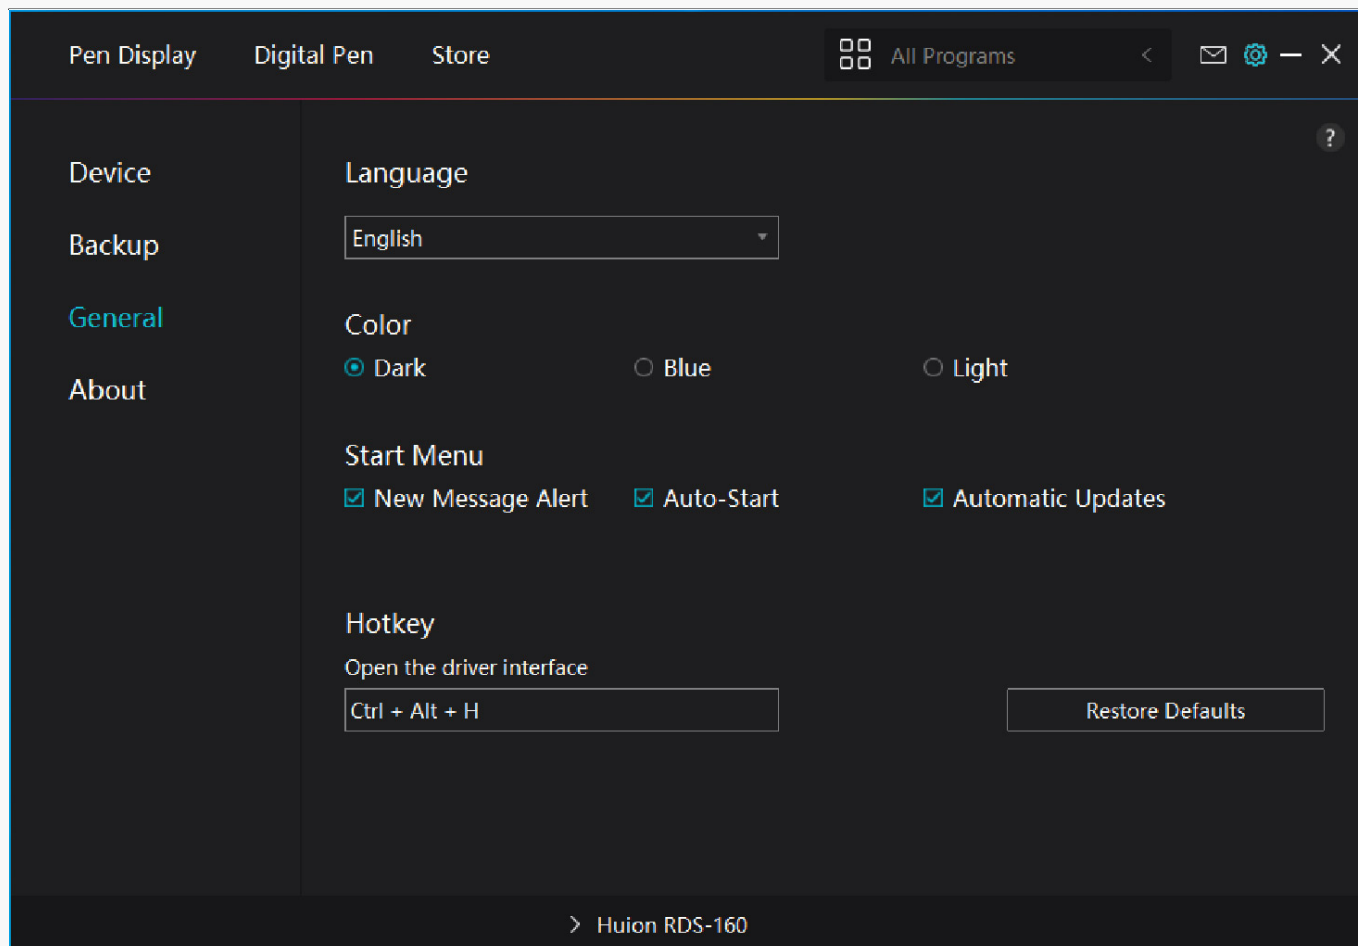 Pen Display Digital Pen Store All Programs
?
Device
Backup
General
About
Language
English
Color
Dark Blue Light
Start Menu
New Message Alert Auto-Start Automatic Updates
Hotkey
Open the driver interface
Ctrl + Alt + H
Restore Defaults
Huion RDS-160